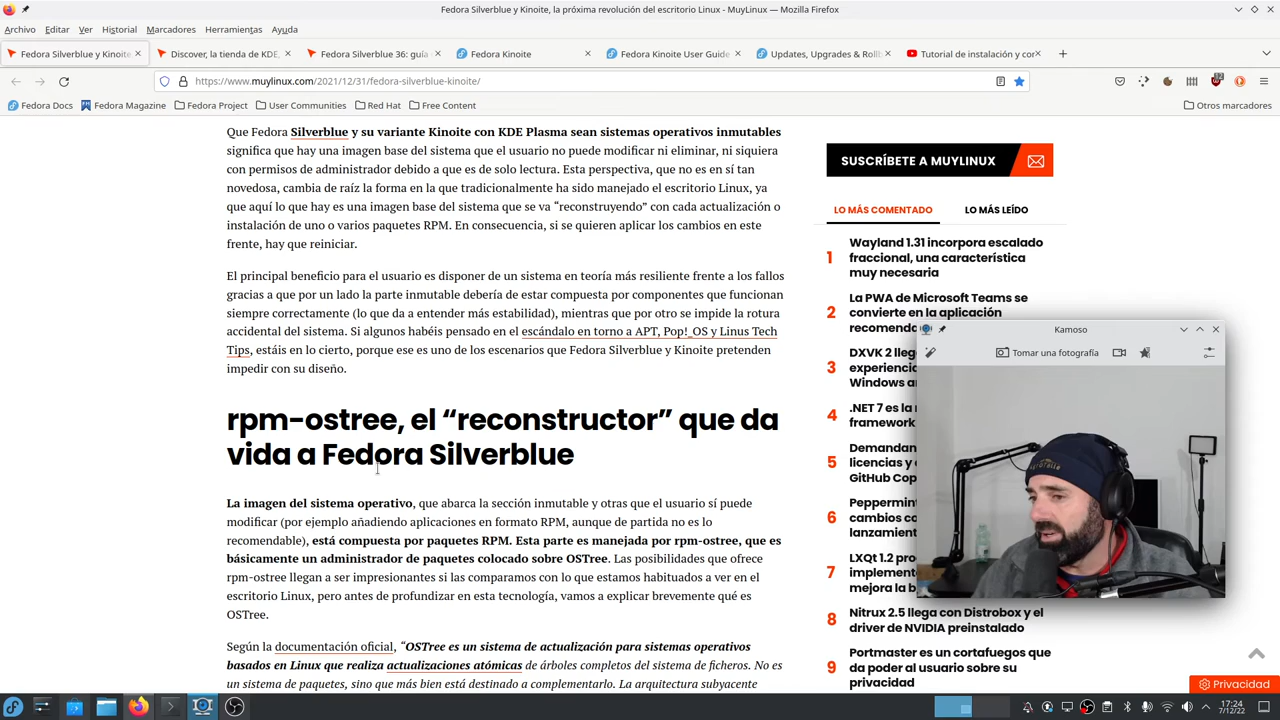 Fedora Silverblue y Kinoite, la próxima revolución del escritorio Linux - MuyLinux — Mozilla Firefox
Archivo Editar Ver Historial Marcadores Herramientas Ayuda
Fedora Silverblue y Kinoite Discover, la tienda de KDE, Fedora Silverblue 36: guía Fedora Kinoite Fedora Kinoite User Guide Updates, Upgrades & Rollb Tutorial de instalación y con
https://www.muylinux.com/2021/12/31/fedora-silverblue-kinoite/
Fedora Docs Fedora Magazine Fedora Project User Communities Red Hat Free Content Otros marcadores
Que Fedora Silverblue y su variante Kinoite con KDE Plasma sean sistemas operativos inmutables
significa que hay una imagen base del sistema que el usuario no puede modificar ni eliminar, ni siquiera
con permisos de administrador debido a que es de solo lectura. Esta perspectiva, que no es en sí tan
novedosa, cambia de raíz la forma en la que tradicionalmente ha sido manejado el escritorio Linux, ya
que aquí lo que hay es una imagen base del sistema que se va “reconstruyendo” con cada actualización o
instalación de uno o varios paquetes RPM. En consecuencia, si se quieren aplicar los cambios en este
frente, hay que reiniciar.
El principal beneficio para el usuario es disponer de un sistema en teoría más resiliente frente a los fallos
gracias a que por un lado la parte inmutable debería de estar compuesta por componentes que funcionan
siempre correctamente (lo que da a entender más estabilidad), mientras que por otro se impide la rotura
accidental del sistema. Si algunos habéis pensado en el escándalo en torno a APT, Pop!_OS y Linus Tech
Tips, estáis en lo cierto, porque ese es uno de los escenarios que Fedora Silverblue y Kinoite pretenden
impedir con su diseño.
rpm-ostree, el “reconstructor” que da
vida a Fedora Silverblue
La imagen del sistema operativo, que abarca la sección inmutable y otras que el usuario sí puede
modificar (por ejemplo añadiendo aplicaciones en formato RPM, aunque de partida no es lo
recomendable), está compuesta por paquetes RPM. Esta parte es manejada por rpm-ostree, que es
básicamente un administrador de paquetes colocado sobre OSTree. Las posibilidades que ofrece
rpm-ostree llegan a ser impresionantes si las comparamos con lo que estamos habituados a ver en el
escritorio Linux, pero antes de profundizar en esta tecnología, vamos a explicar brevemente qué es
OSTree.
Según la documentación oficial, “OSTree es un sistema de actualización para sistemas operativos
basados en Linux que realiza actualizaciones atómicas de árboles completos del sistema de ficheros. No es
un sistema de paquetes, sino que más bien está destinado a complementarlo. La arquitectura subyacente
SUSCRÍBETE A MUYLINUX
LO MÁS COMENTADO LO MÁS LEÍDO
1 Wayland 1.31 incorpora escalado
fraccional, una característica
muy necesaria
2 La PWA de Microsoft Teams se
convierte en la aplicación
recomenda
3 DXVK 2 lleg
experienci
Windows a
4 .NET 7 es la
framework
5 Demandan
licencias y
GitHub Cop
6 Peppermin
cambios co
lanzamient
7 LXQt 1.2 pro
implement
mejora la b
8 Nitrux 2.5 llega con Distrobox y el
driver de NVIDIA preinstalado
9 Portmaster es un cortafuegos que
da poder al usuario sobre su
privacidad
Kamoso
Tomar una fotografía
Privacidad
17:24
7/12/22